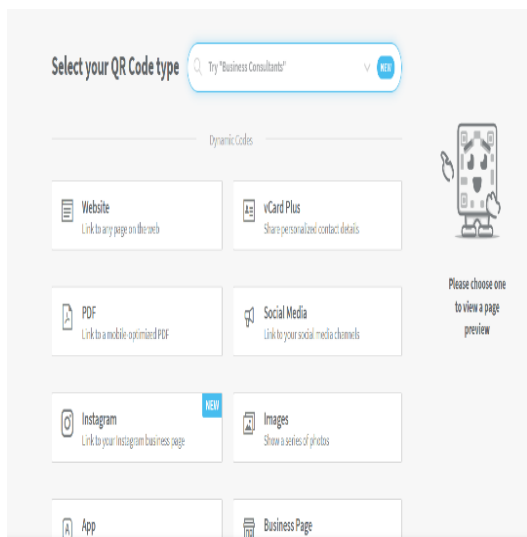 Select your QR Code type
Try "Business Consultants"
NEW
Dynamic Codes
Website
Link to any page on the web
vCard Plus
Share personalized contact details
PDF
Link to a mobile-optimized PDF
Social Media
Link to your social media channels
NEW
Instagram
Link to your Instagram business page
Images
Show a series of photos
App
Business Page
Please choose one
to view a page
preview